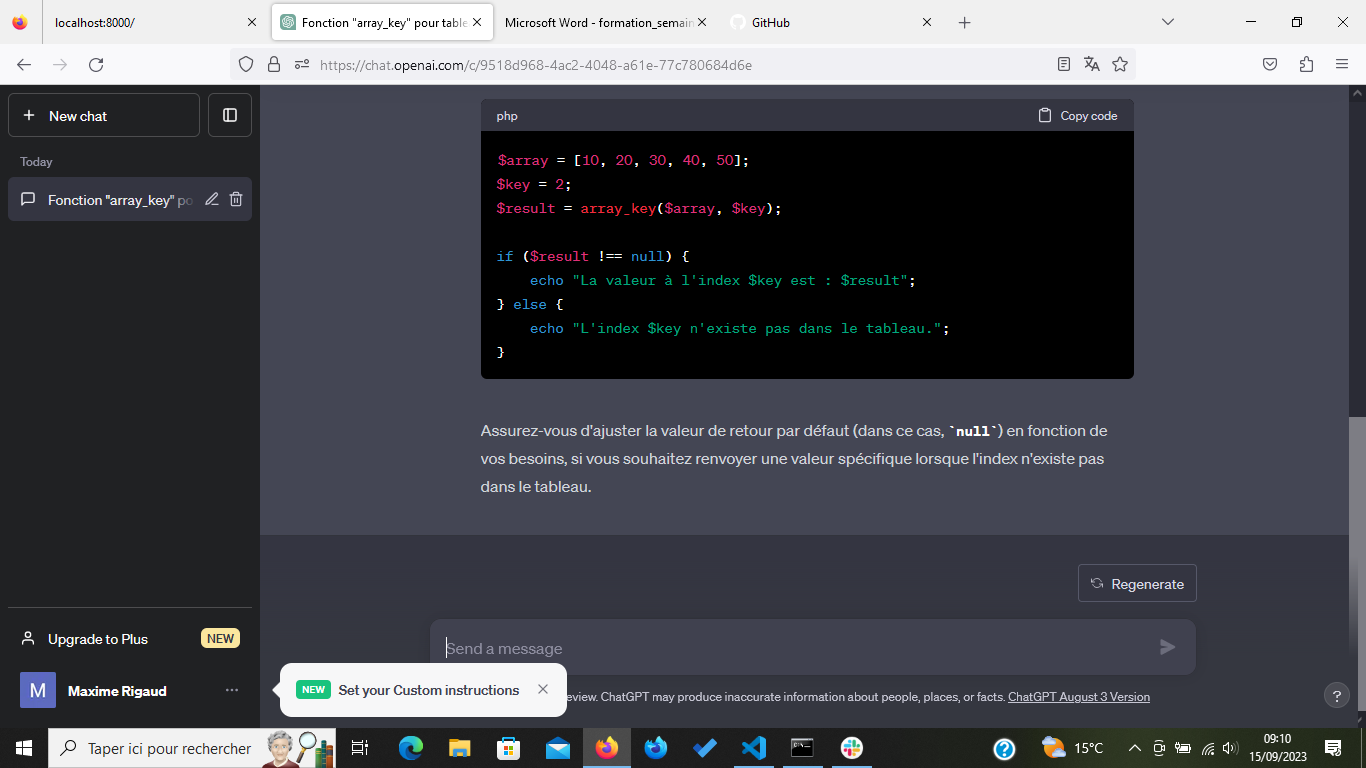 localhost:8000/
Fonction "array_key" pour table
Microsoft Word - formation_semain
GitHub
https://chat.openai.com/c/9518d968-4ac2-4048-a61e-77c780684d6e
New chat
Today
Fonction "array_key" po
php
Copy code
$array = [10, 20, 30, 40, 50];
$key = 2;
$result = array_key($array, $key);
if ($result !== null) {
echo "La valeur à l'index $key est : $result";
} else {
echo "L'index $key n'existe pas dans le tableau.";
}
Assurez-vous d'ajuster la valeur de retour par défaut (dans ce cas, `null`) en fonction de
vos besoins, si vous souhaitez renvoyer une valeur spécifique lorsque l'index n'existe pas
dans le tableau.
Regenerate
Send a message
Upgrade to Plus
NEW
M
Maxime Rigaud
NEW Set your Custom instructions
eview. ChatGPT may produce inaccurate information about people, places, or facts. ChatGPT August 3 Version
?
Taper ici pour rechercher
15°C
09:10
15/09/2023